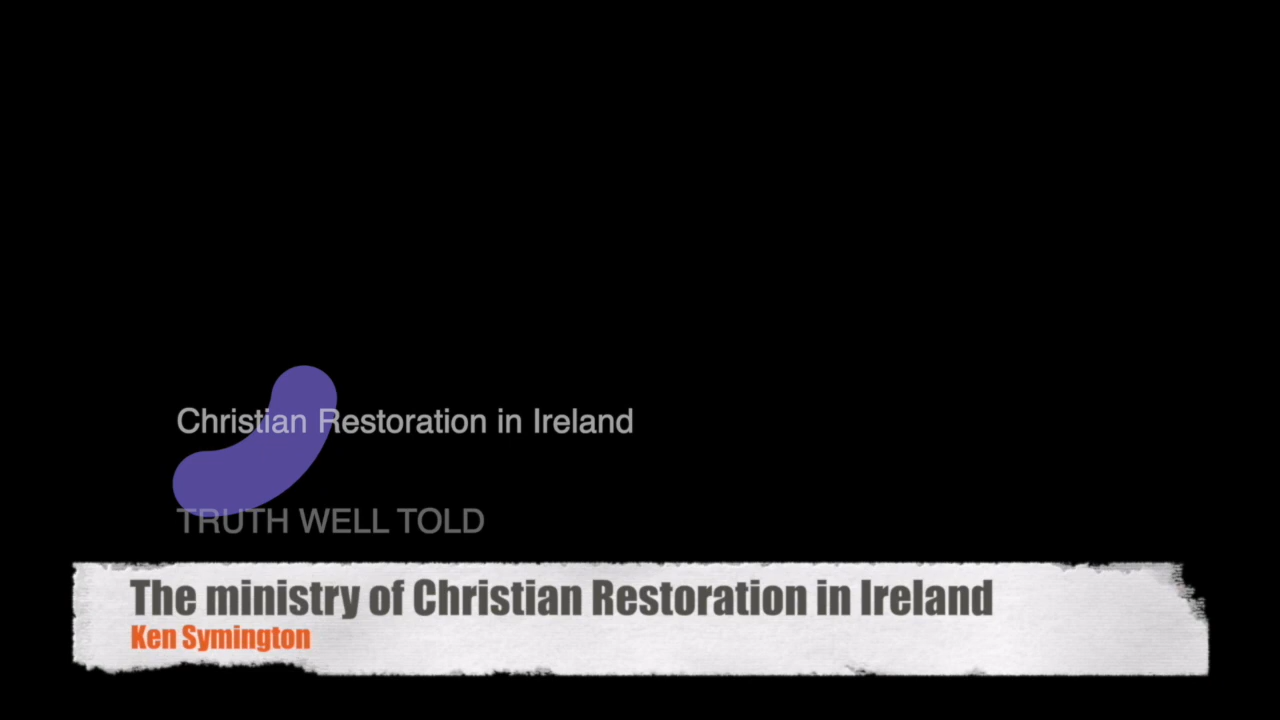 Christian Restoration in Ireland
TRUTH WELL TOLD
The ministry of Christian Restoration in Ireland
Ken Symington